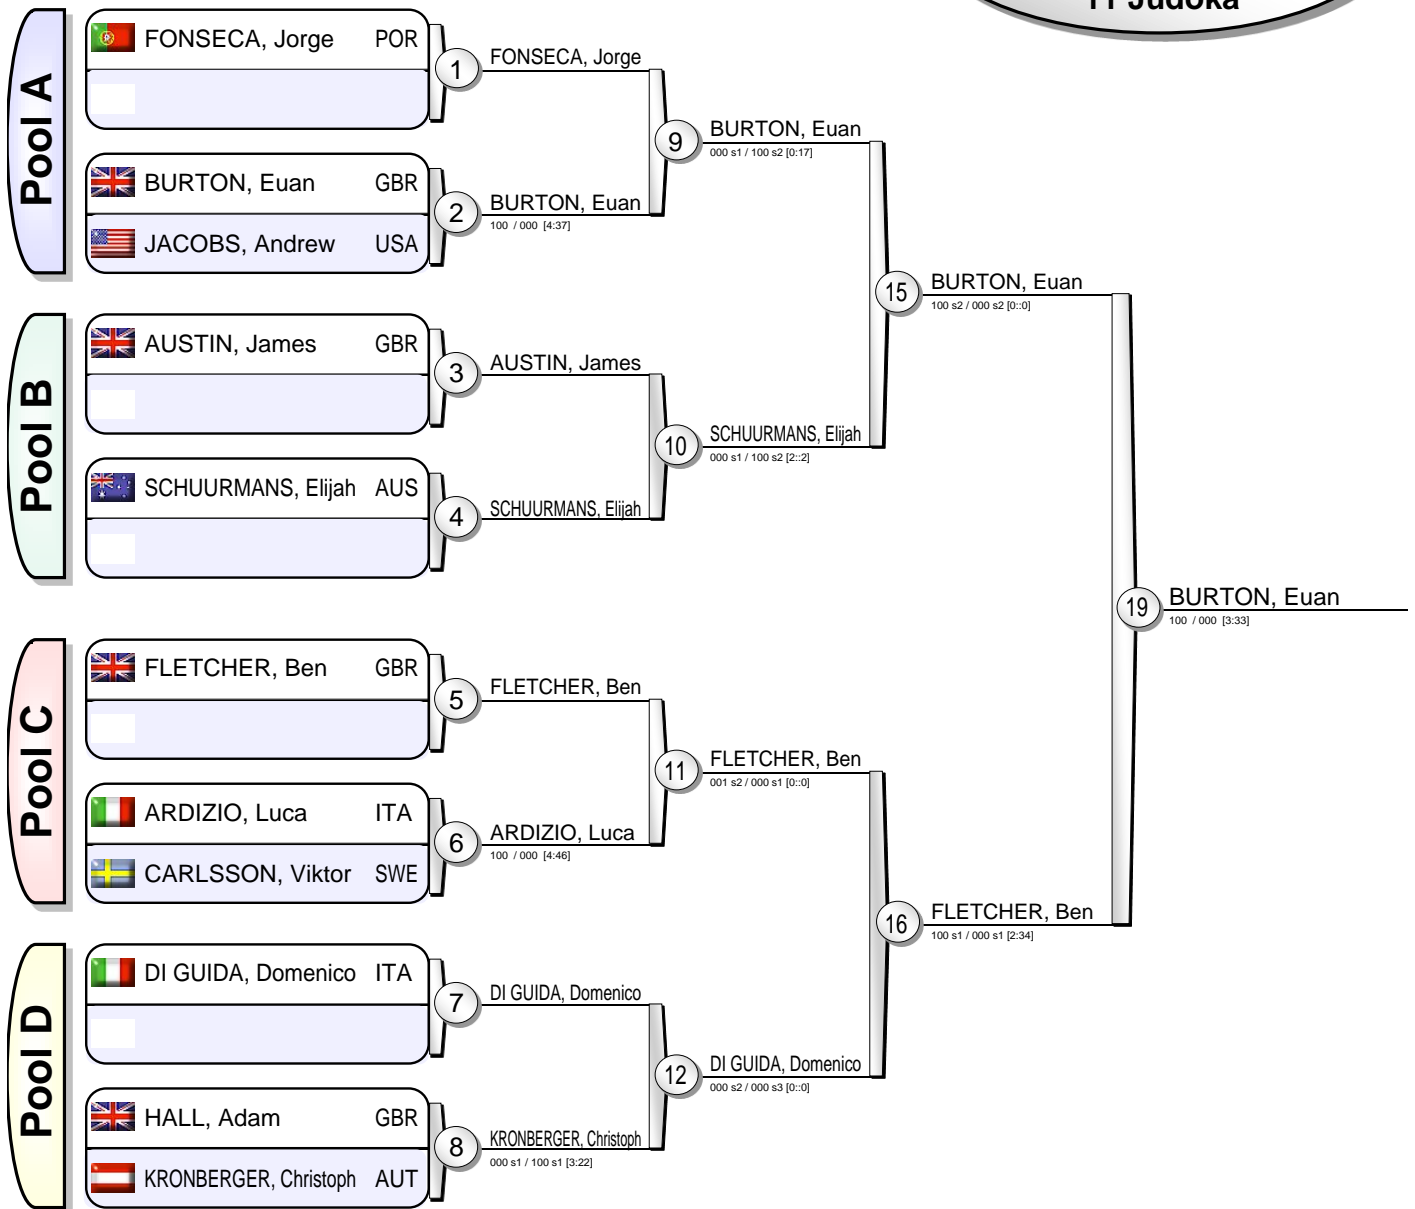 11 Judoka
Pool A
FONSECA, Jorge POR
BURTON, Euan GBR
JACOBS, Andrew USA
1
FONSECA, Jorge
2
BURTON, Euan
100 / 000 [4:37]
9
BURTON, Euan
000 s1 / 100 s2 [0:17]
Pool B
AUSTIN, James GBR
SCHUURMANS, Elijah AUS
3
AUSTIN, James
4
SCHUURMANS, Elijah
10
SCHUURMANS, Elijah
000 s1 / 100 s2 [2::2]
15
BURTON, Euan
100 s2 / 000 s2 [0::0]
Pool C
FLETCHER, Ben GBR
ARDIZIO, Luca ITA
CARLSSON, Viktor SWE
5
FLETCHER, Ben
6
ARDIZIO, Luca
100 / 000 [4:46]
11
FLETCHER, Ben
001 s2 / 000 s1 [0::0]
Pool D
DI GUIDA, Domenico ITA
HALL, Adam GBR
KRONBERGER, Christoph AUT
7
DI GUIDA, Domenico
8
KRONBERGER, Christoph
000 s1 / 100 s1 [3:22]
12
DI GUIDA, Domenico
000 s2 / 000 s3 [0::0]
16
FLETCHER, Ben
100 s1 / 000 s1 [2:34]
19
BURTON, Euan
100 / 000 [3:33]